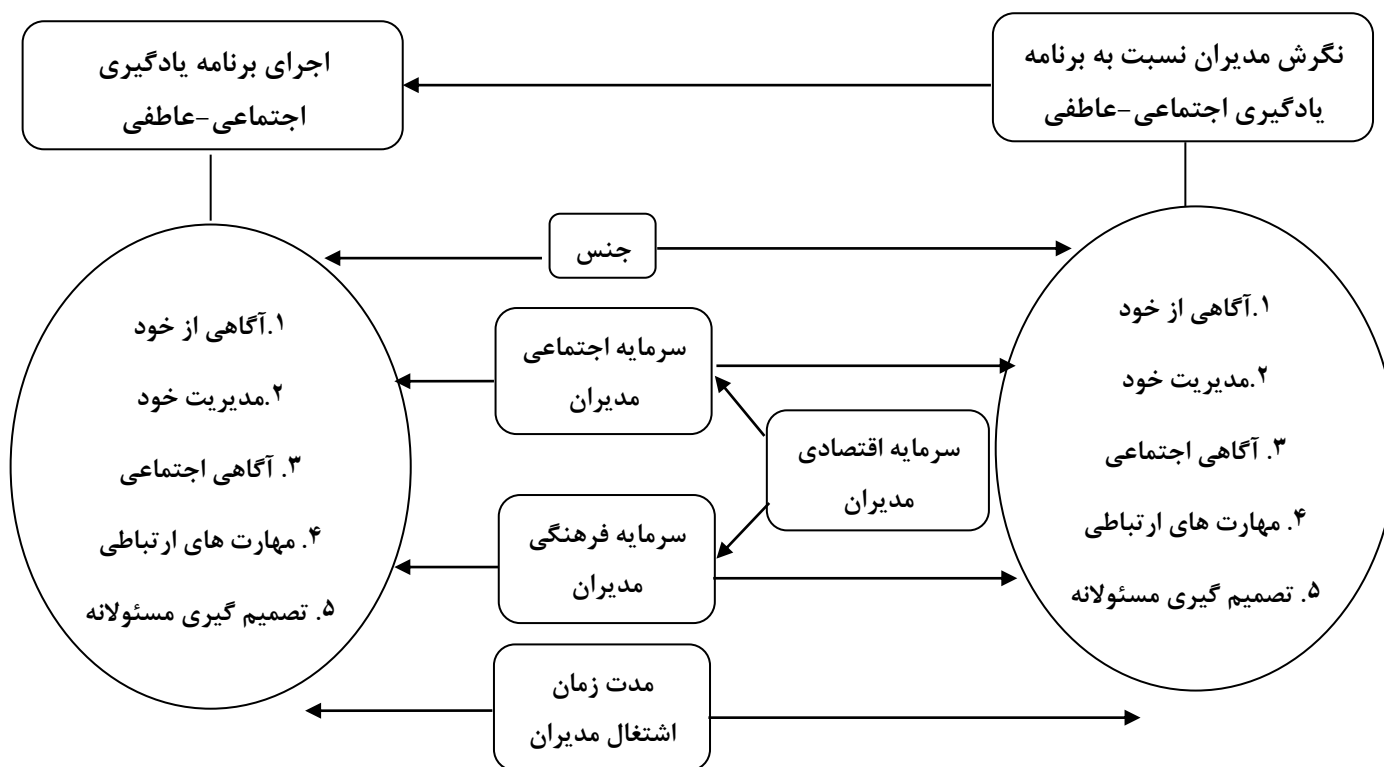 نگرش مدیران نسبت به برنامه
یادگیری اجتماعی-عاطفی
اجرای برنامه یادگیری
اجتماعی-عاطفی
جنس
۱.آگاهی از خود
۲.مدیریت خود
۳. آگاهی اجتماعی
۴. مهارت های ارتباطی
۵. تصمیم گیری مسئولانه
سرمایه اقتصادی
مدیران
سرمایه اجتماعی
مدیران
سرمایه فرهنگی
مدیران
مدت زمان
اشتغال مدیران
۱.آگاهی از خود
۲.مدیریت خود
۳. آگاهی اجتماعی
۴. مهارت های ارتباطی
۵. تصمیم گیری مسئولانه